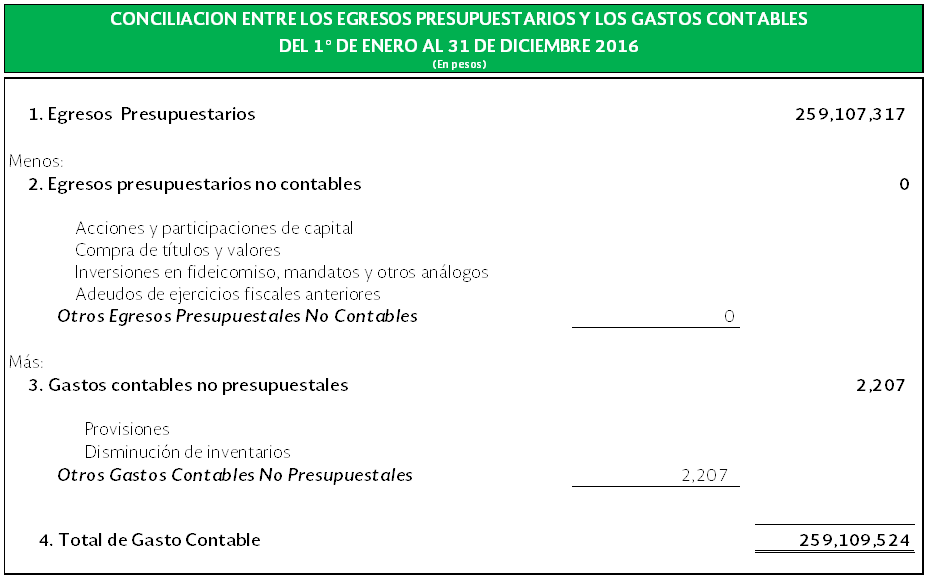 CONCILIACION ENTRE LOS EGRESOS PRESUPUESTARIOS Y LOS GASTOS CONTABLES
DEL 1° DE ENERO AL 31 DE DICIEMBRE 2016
(En pesos)
1. Egresos Presupuestarios 259,107,317
Menos:
2. Egresos presupuestarios no contables 0
Acciones y participaciones de capital
Compra de títulos y valores
Inversiones en fideicomiso, mandatos y otros análogos
Adeudos de ejercicios fiscales anteriores
Otros Egresos Presupuestales No Contables 0
Más:
3. Gastos contables no presupuestales 2,207
Provisiones
Disminución de inventarios
Otros Gastos Contables No Presupuestales 2,207
4. Total de Gasto Contable 259,109,524